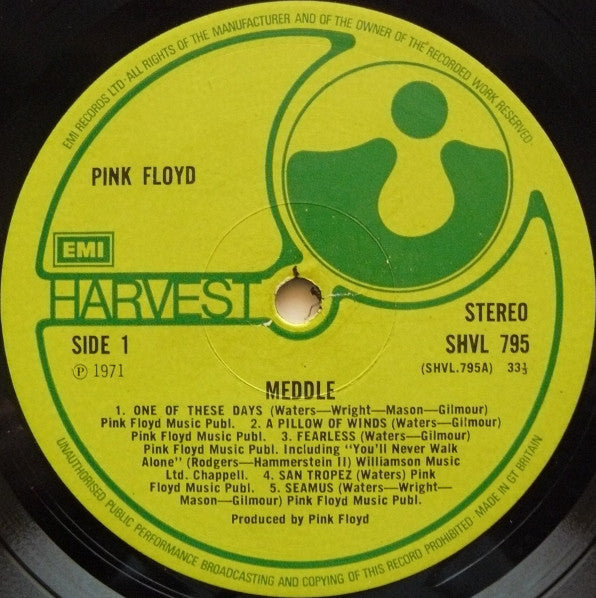 EMI RECORDS LTD· ALL RIGHTS OF THE MANUFACTURER AND OF THE OWNER OF THE RECORDED WORK RESERVED
PINK FLOYD
EMI
HARVEST
STEREO
SIDE 1
SHVL 795
℗ 1971
(SHVL.795A) 33⅓
MEDDLE
1. ONE OF THESE DAYS (Waters—Wright—Mason—Gilmour)
Pink Floyd Music Publ. 2. A PILLOW OF WINDS (Waters—Gilmour)
Pink Floyd Music Publ. 3. FEARLESS (Waters—Gilmour)
Pink Floyd Music Publ. Including "You'll Never Walk
Alone" (Rodgers—Hammerstein II) Williamson Music
Ltd. Chappell. 4. SAN TROPEZ (Waters) Pink
Floyd Music Publ. 5. SEAMUS (Waters—Wright—
Mason—Gilmour) Pink Floyd Music Publ.
Produced by Pink Floyd
UNAUTHORISED PUBLIC PERFORMANCE BROADCASTING AND COPYING OF THIS RECORD PROHIBITED · MADE IN GT BRITAIN